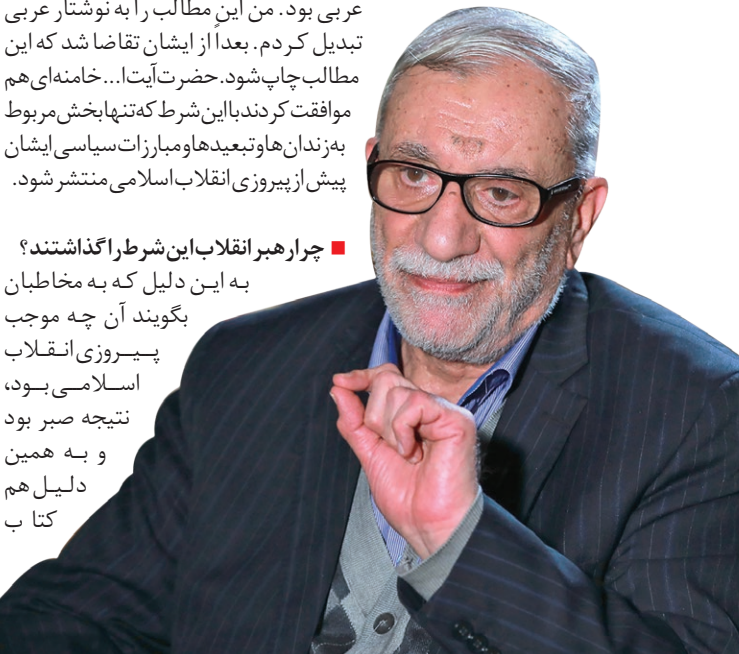 عربی بود. من این مطالب را به نوشتار عربی
تبدیل کردم. بعداً از ایشان تقاضا شد که این
مطالب چاپ شود. حضرت آیت‌ا... خامنه‌ای هم
موافقت کردند با این شرط که تنها بخش مربوط
به زندان‌ها و تبعیدها و مبارزات سیاسی ایشان
پیش از پیروزی انقلاب اسلامی منتشر شود.
■ چرا رهبر انقلاب این شرط را گذاشتند؟
به این دلیل که به مخاطبان
بگویند آن چه موجب
پیروزی انقلاب
اسلامی بود،
نتیجه صبر بود
و به همین
دلیل هم
کتا ب